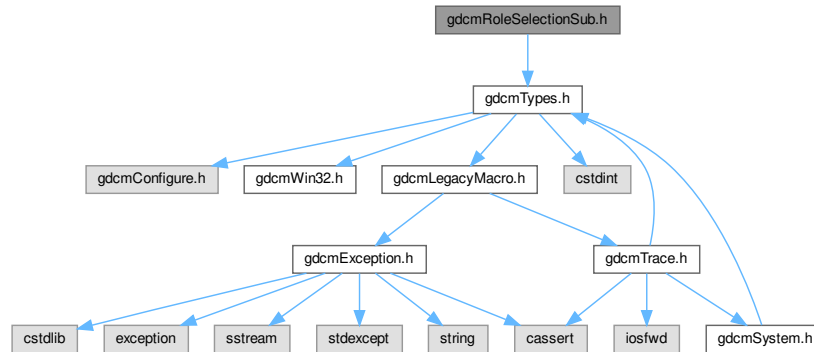 gdcmRoleSelectionSub.h
gdcmTypes.h
gdcmConfigure.h
gdcmWin32.h
gdcmLegacyMacro.h
cstdint
gdcmException.h
gdcmTrace.h
cstdlib
exception
sstream
stdexcept
string
cassert
iosfwd
gdcmSystem.h